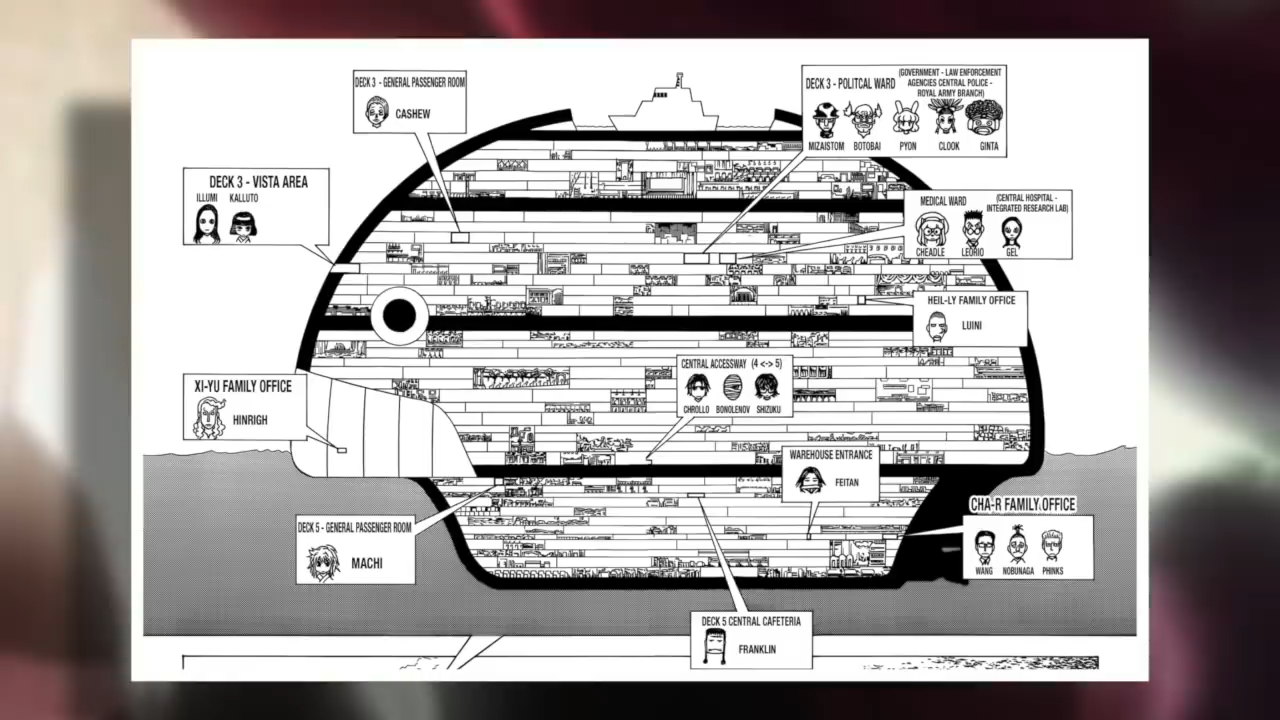 DECK 3 - GENERAL PASSENGER ROOM
CASHEW
DECK 3 - POLITCAL WARD
(GOVERNMENT - LAW ENFORCEMENT
AGENCIES CENTRAL POLICE -
ROYAL ARMY BRANCH)
MIZAISTOM BOTOBAI PYON CLOOK GINTA
DECK 3 - VISTA AREA
ILLUMI KALLUTO
MEDICAL WARD
(CENTRAL HOSPITAL -
INTEGRATED RESEARCH LAB)
CHEADLE LEORIO GEL
HEIL-LY FAMILY OFFICE
LUINI
CENTRAL ACCESSWAY (4 <-> 5)
CHROLLO BONOLENOV SHIZUKU
XI-YU FAMILY OFFICE
HINRIGH
WAREHOUSE ENTRANCE
FEITAN
CHA-R FAMILY OFFICE
WANG NOBUNAGA PHINKS
DECK 5 - GENERAL PASSENGER ROOM
MACHI
DECK 5 CENTRAL CAFETERIA
FRANKLIN